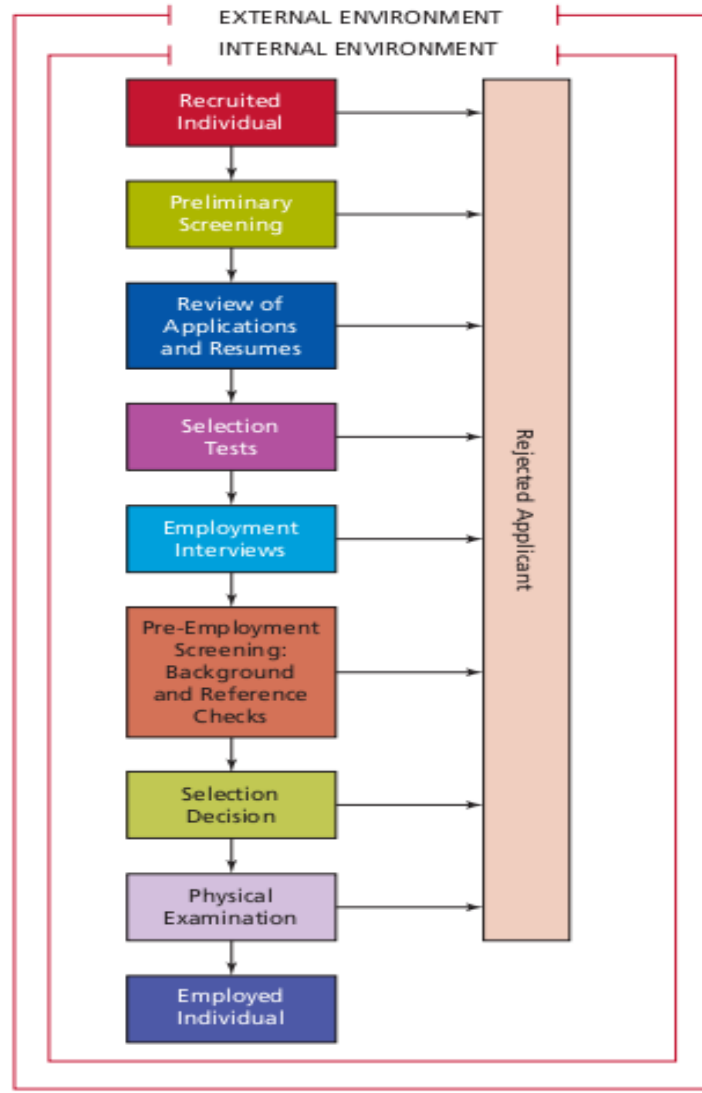 EXTERNAL ENVIRONMENT
INTERNAL ENVIRONMENT
Recruited
Individual
Preliminary
Screening
Review of
Applications
and Resumes
Selection
Tests
Employment
Interviews
Pre-Employment
Screening:
Background
and Reference
Checks
Selection
Decision
Physical
Examination
Employed
Individual
Rejected Applicant